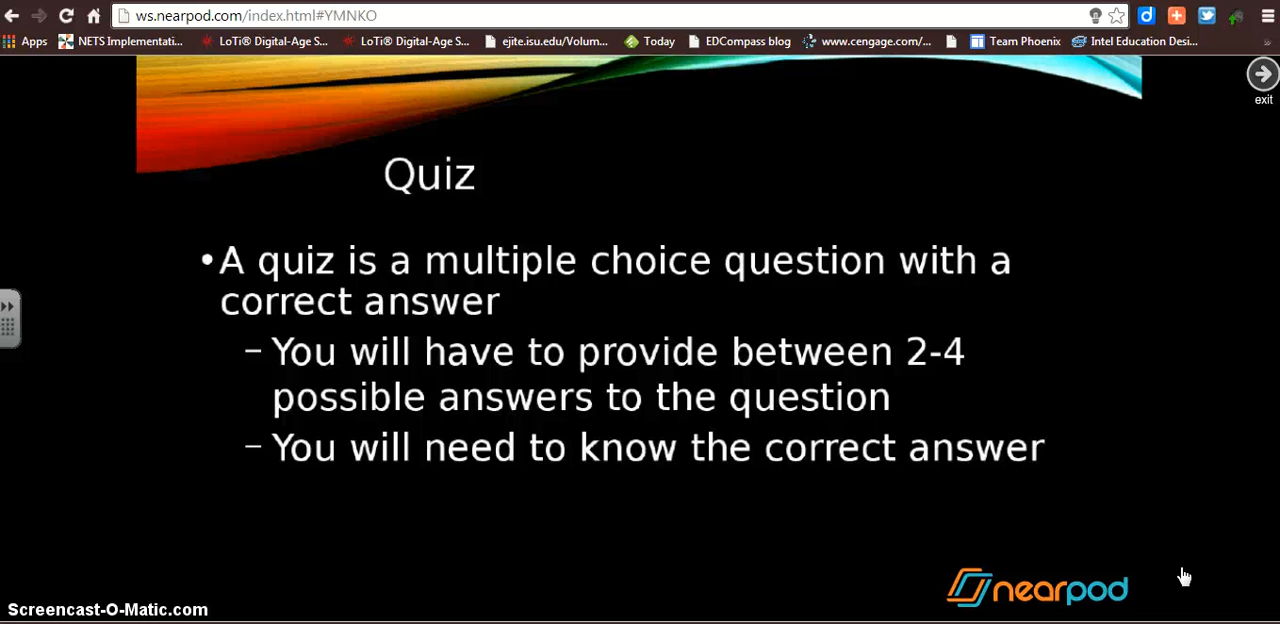 ws.nearpod.com/index.html#YMNKO
Apps NETS Implementati... LoTi® Digital-Age S... LoTi® Digital-Age S... ejite.isu.edu/Volum... Today EDCompass blog www.cengage.com/... Team Phoenix Intel Education Desi... »
exit
Quiz
• A quiz is a multiple choice question with a
correct answer
– You will have to provide between 2-4
possible answers to the question
– You will need to know the correct answer
nearpod
Screencast-O-Matic.com